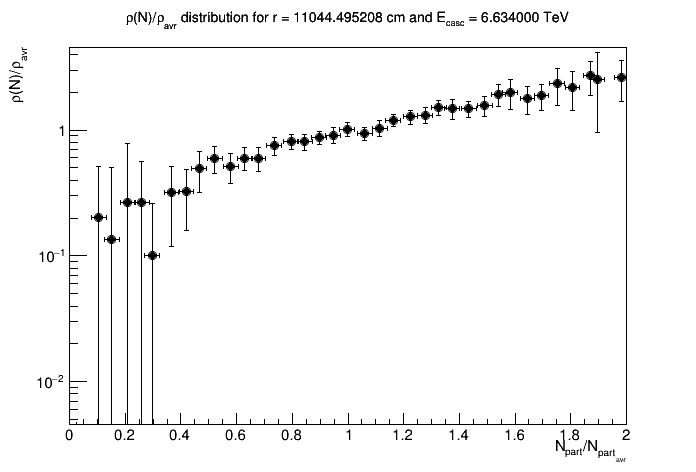 ρ(N)/ρavr distribution for r = 11044.495208 cm and Ecasc = 6.634000 TeV
ρ(N)/ρavr
1
10−1
10−2
0 0.2 0.4 0.6 0.8 1 1.2 1.4 1.6 1.8 2
Npart/Npartavr